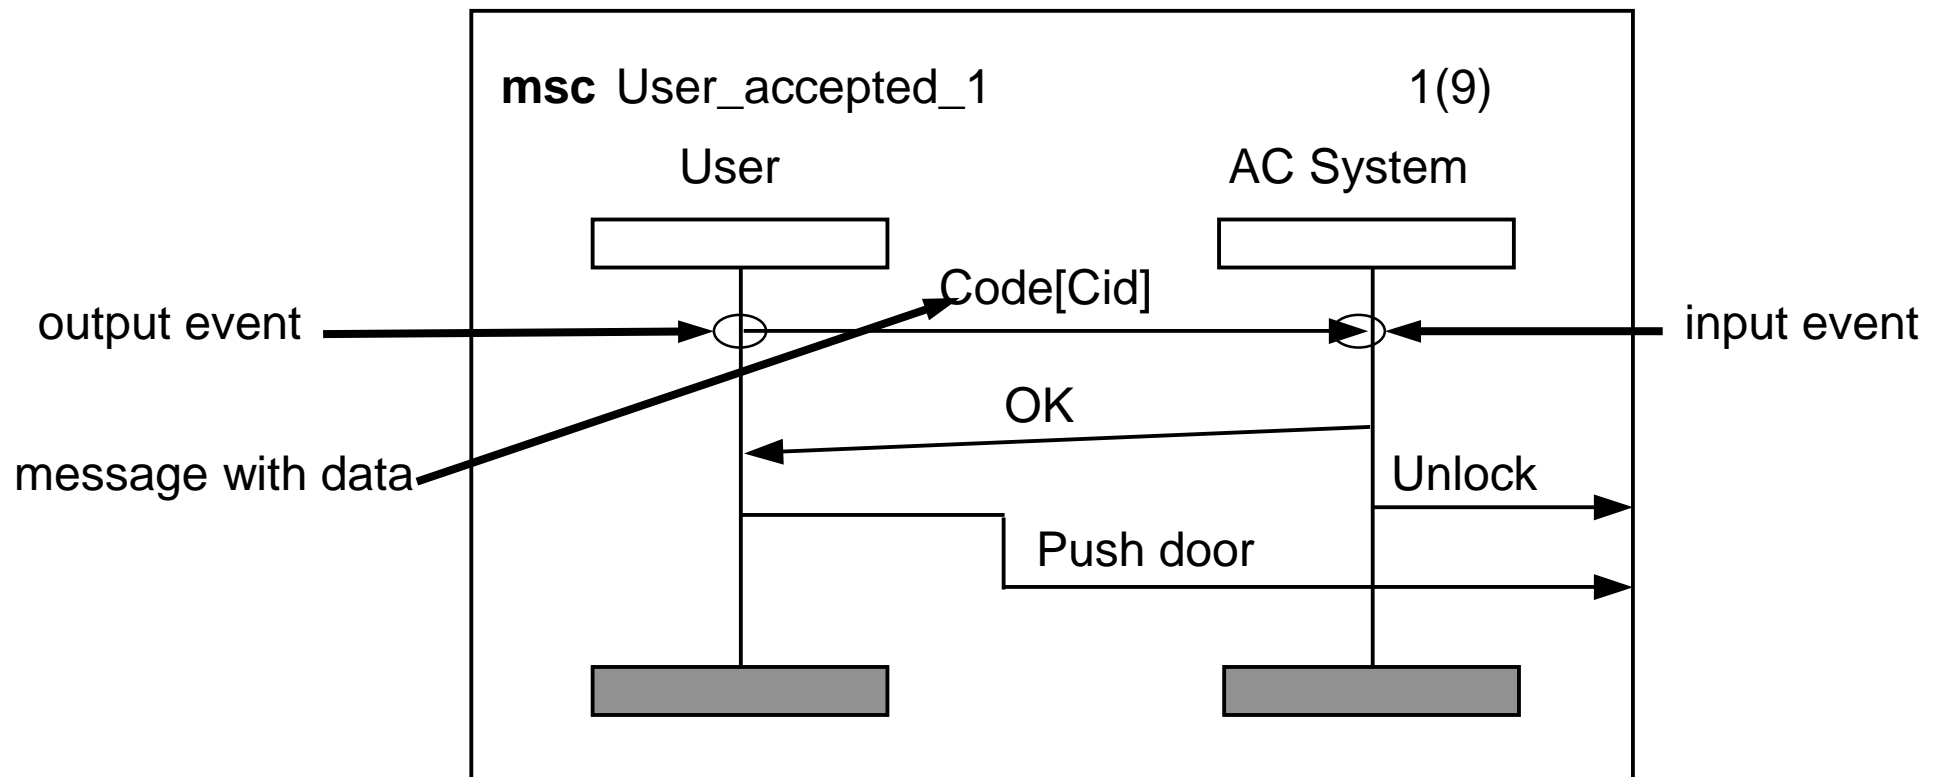 msc User_accepted_1 1(9)
User AC System
Code[Cid]
output event input event
OK
message with data Unlock
Push door